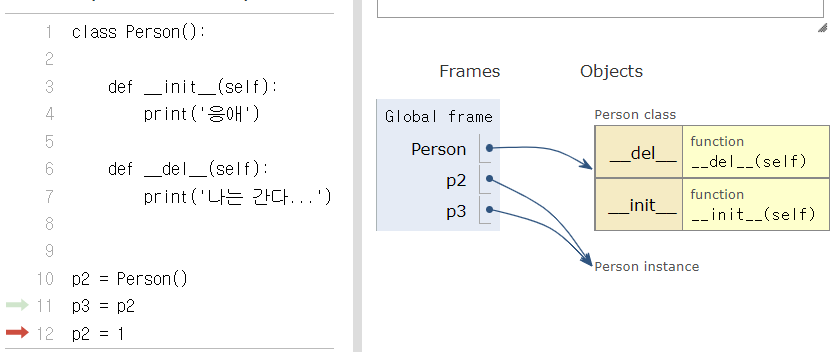 1 class Person():
2
3     def __init__(self):
4         print('응애')
5
6     def __del__(self):
7         print('나는 간다...')
8
9
10 p2 = Person()
11 p3 = p2
12 p2 = 1
Frames
Objects
Global frame
Person
p2
p3
Person class
__del__
function
__del__(self)
__init__
function
__init__(self)
Person instance